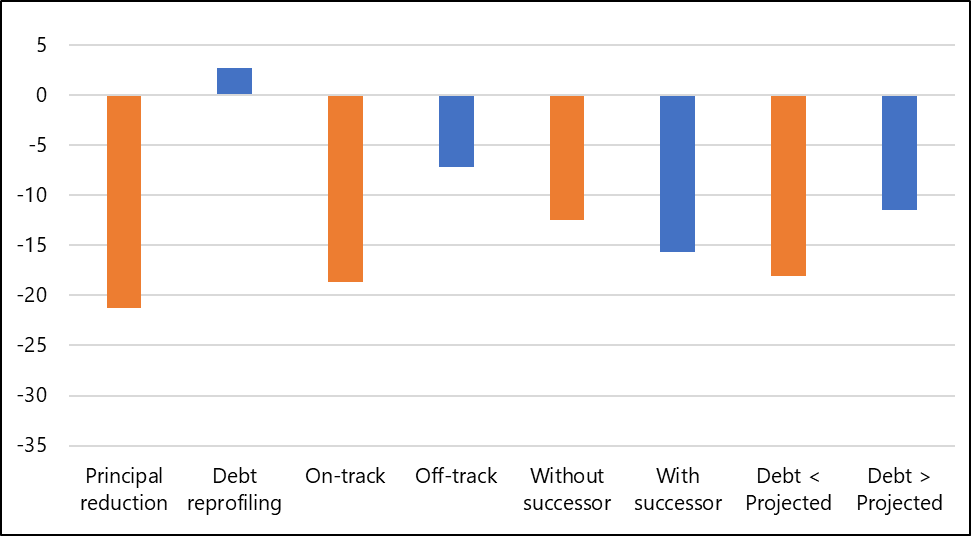 5
0
-5
-10
-15
-20
-25
-30
-35
Principal
reduction
Debt
reprofiling
On-track
Off-track
Without
successor
With
successor
Debt <
Projected
Debt >
Projected